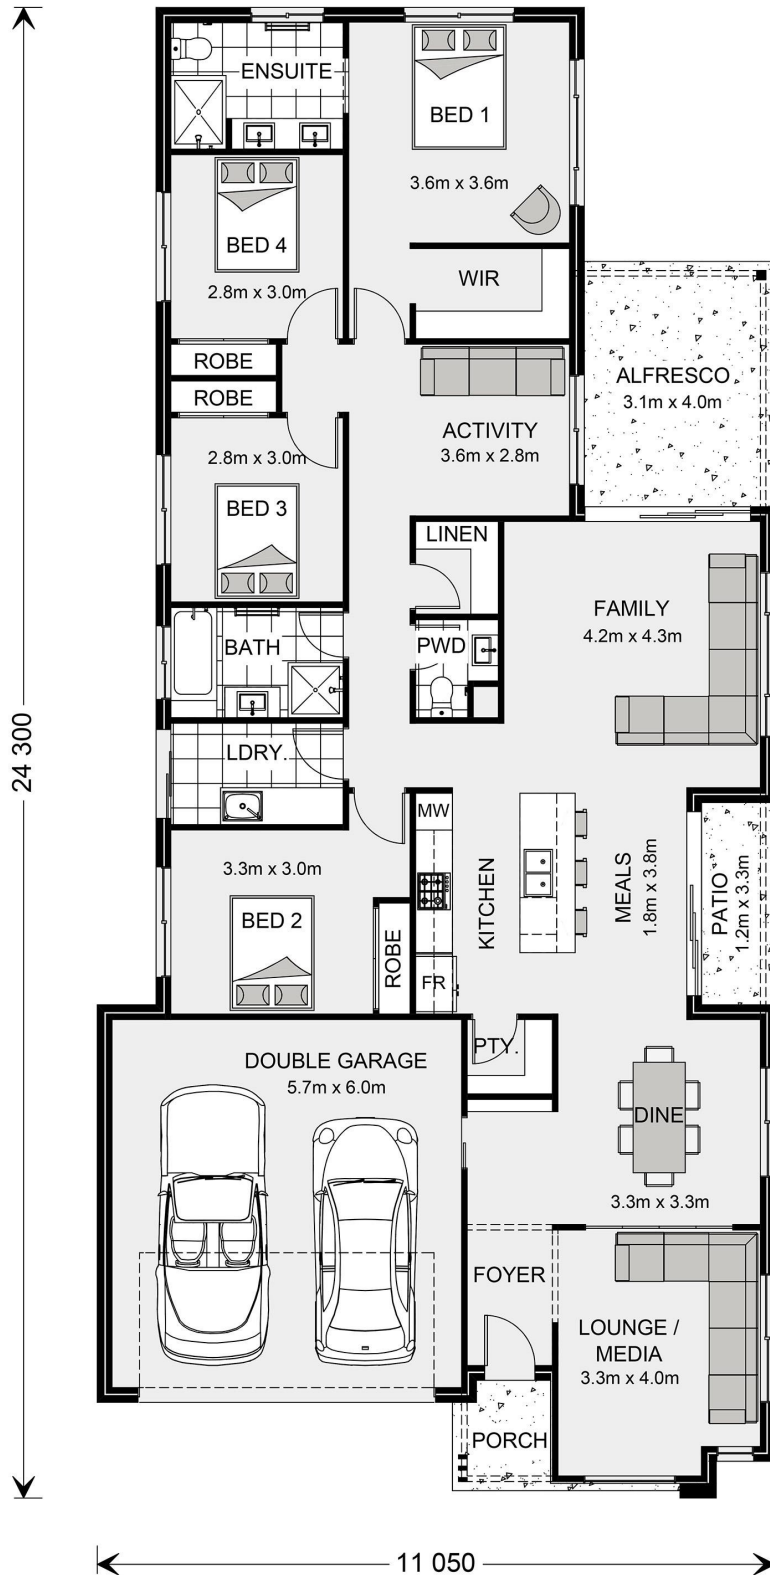 ENSUITE
BED 1
3.6m x 3.6m
BED 4
2.8m x 3.0m
WIR
ROBE
ROBE
ALFRESCO
3.1m x 4.0m
ACTIVITY
3.6m x 2.8m
2.8m x 3.0m
BED 3
LINEN
FAMILY
4.2m x 4.3m
BATH
PWD
24 300
LDRY.
MW
3.3m x 3.0m
BED 2
ROBE
KITCHEN
FR
MEALS
1.8m x 3.8m
PATIO
1.2m x 3.3m
PTY.
DOUBLE GARAGE
5.7m x 6.0m
DINE
3.3m x 3.3m
FOYER
LOUNGE /
MEDIA
3.3m x 4.0m
PORCH
11 050